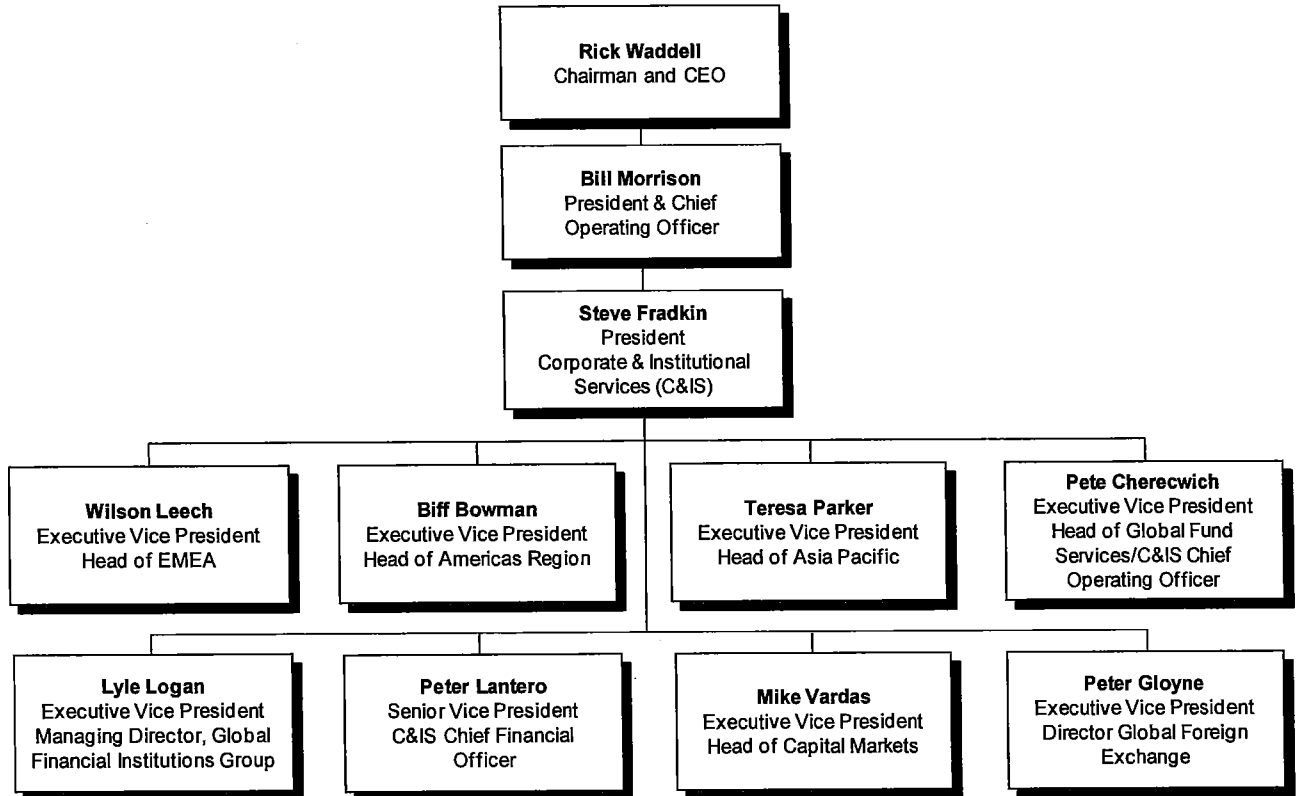 Rick Waddell
Chairman and CEO
Bill Morrison
President & Chief
Operating Officer
Steve Fradkin
President
Corporate & Institutional
Services (C&IS)
Wilson Leech
Executive Vice President
Head of EMEA
Biff Bowman
Executive Vice President
Head of Americas Region
Teresa Parker
Executive Vice President
Head of Asia Pacific
Pete Cherecwich
Executive Vice President
Head of Global Fund
Services/C&IS Chief
Operating Officer
Lyle Logan
Executive Vice President
Managing Director, Global
Financial Institutions Group
Peter Lantero
Senior Vice President
C&IS Chief Financial
Officer
Mike Vardas
Executive Vice President
Head of Capital Markets
Peter Gloyne
Executive Vice President
Director Global Foreign
Exchange